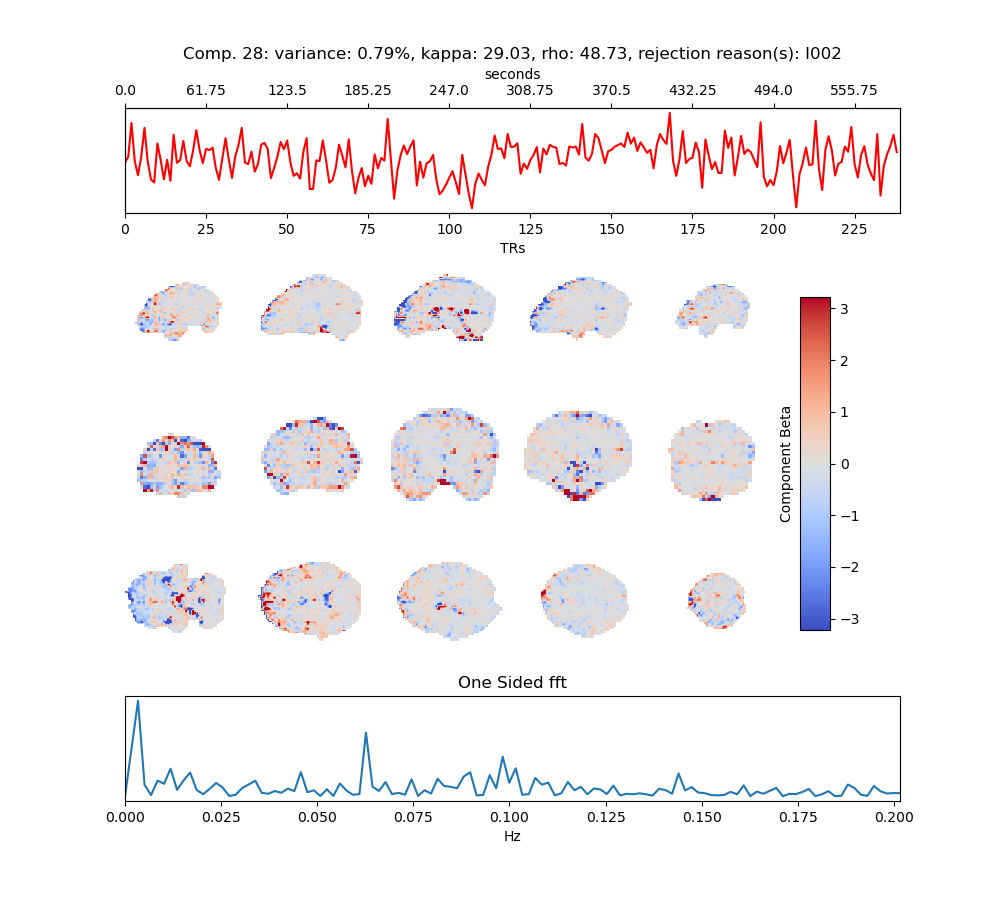 Comp. 28: variance: 0.79%, kappa: 29.03, rho: 48.73, rejection reason(s): I002
seconds
0.0 61.75 123.5 185.25 247.0 308.75 370.5 432.25 494.0 555.75
0 25 50 75 100 125 150 175 200 225
TRs
3
2
1
0
−1
−2
−3
Component Beta
One Sided fft
0.000 0.025 0.050 0.075 0.100 0.125 0.150 0.175 0.200
Hz